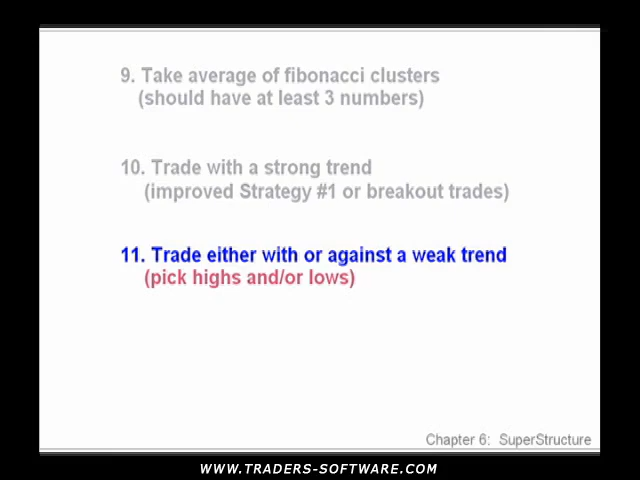 9. Take average of fibonacci clusters
(should have at least 3 numbers)
10. Trade with a strong trend
(improved Strategy #1 or breakout trades)
11. Trade either with or against a weak trend
(pick highs and/or lows)
Chapter 6: SuperStructure
WWW.TRADERS-SOFTWARE.COM